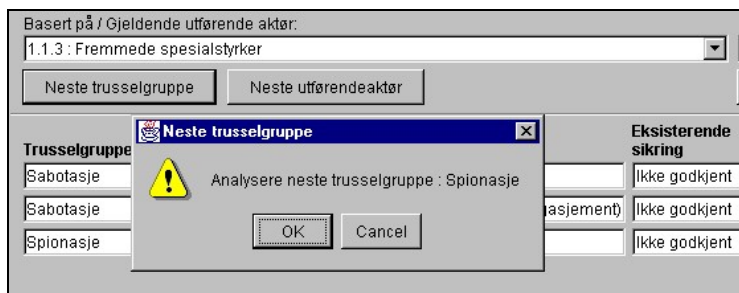 Basert på / Gjeldende utførende aktør:
1.1.3 : Fremmede spesialstyrker
Neste trusselgruppe
Neste utførendeaktør
Trusselgruppe
Eksisterende
sikring
Neste trusselgruppe
Analysere neste trusselgruppe : Spionasje
OK
Cancel
Sabotasje
Ikke godkjent
Sabotasje
gasjement)
Ikke godkjent
Spionasje
Ikke godkjent